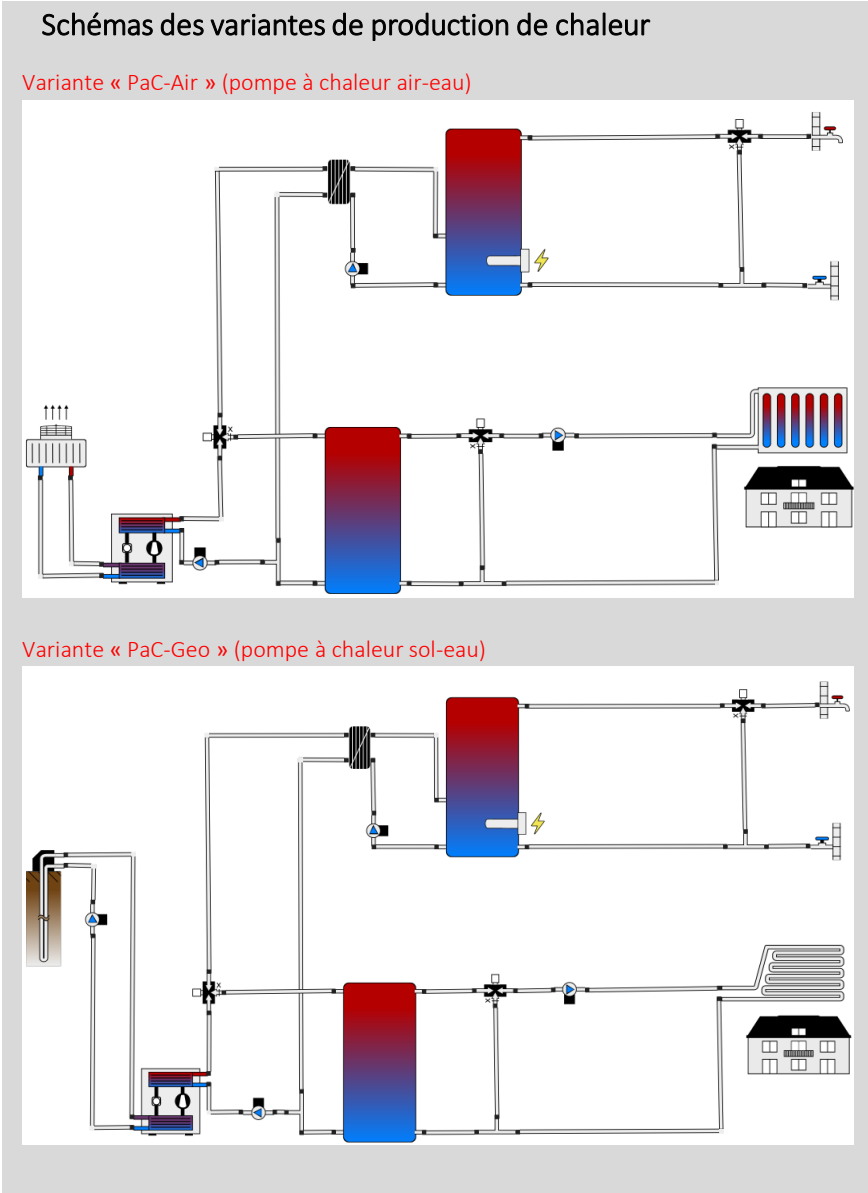 Schémas des variantes de production de chaleur
Variante « PaC-Air » (pompe à chaleur air-eau)
Variante « PaC-Geo » (pompe à chaleur sol-eau)